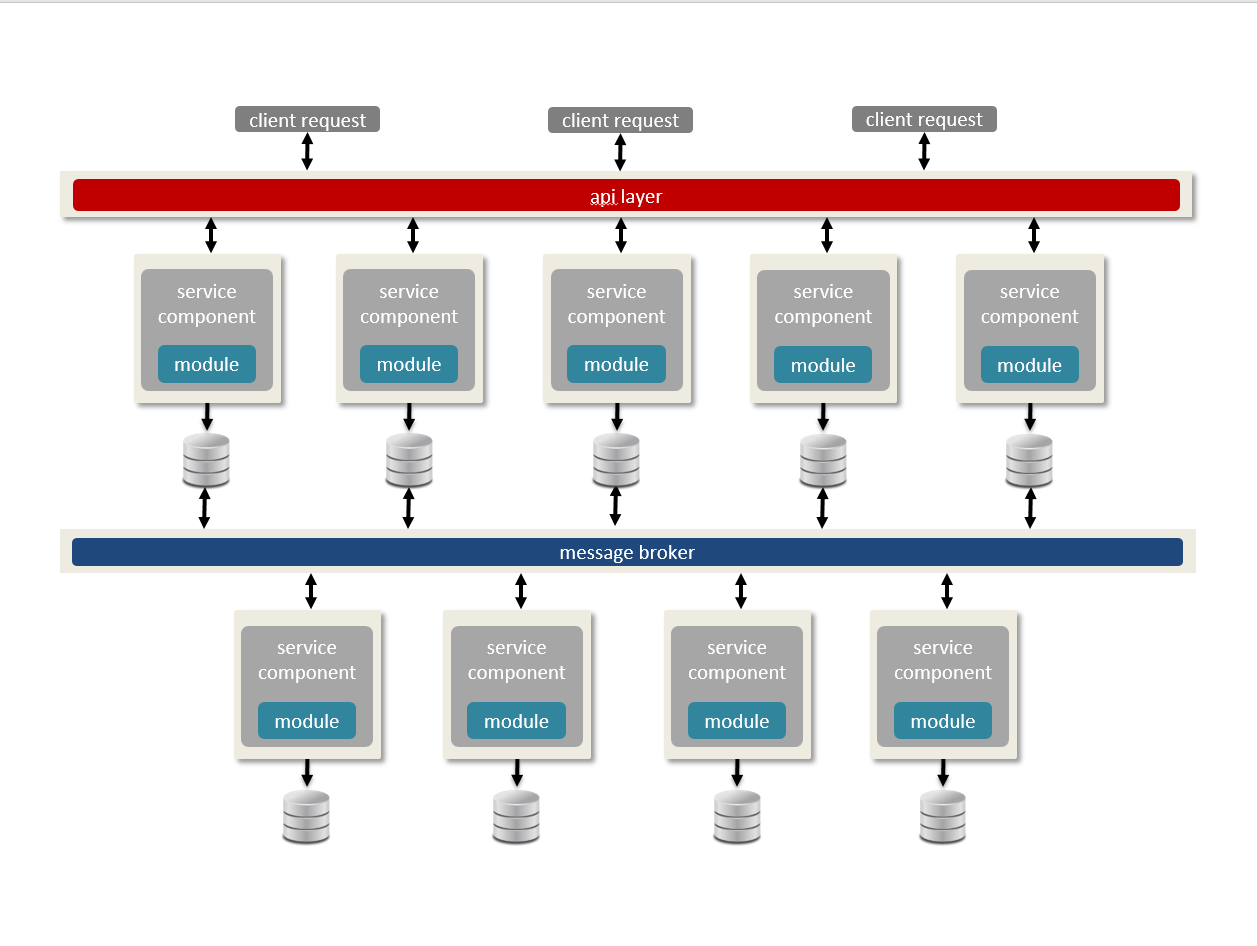 client request
client request
client request
api layer
service
component
module
service
component
module
service
component
module
service
component
module
service
component
module
message broker
service
component
module
service
component
module
service
component
module
service
component
module